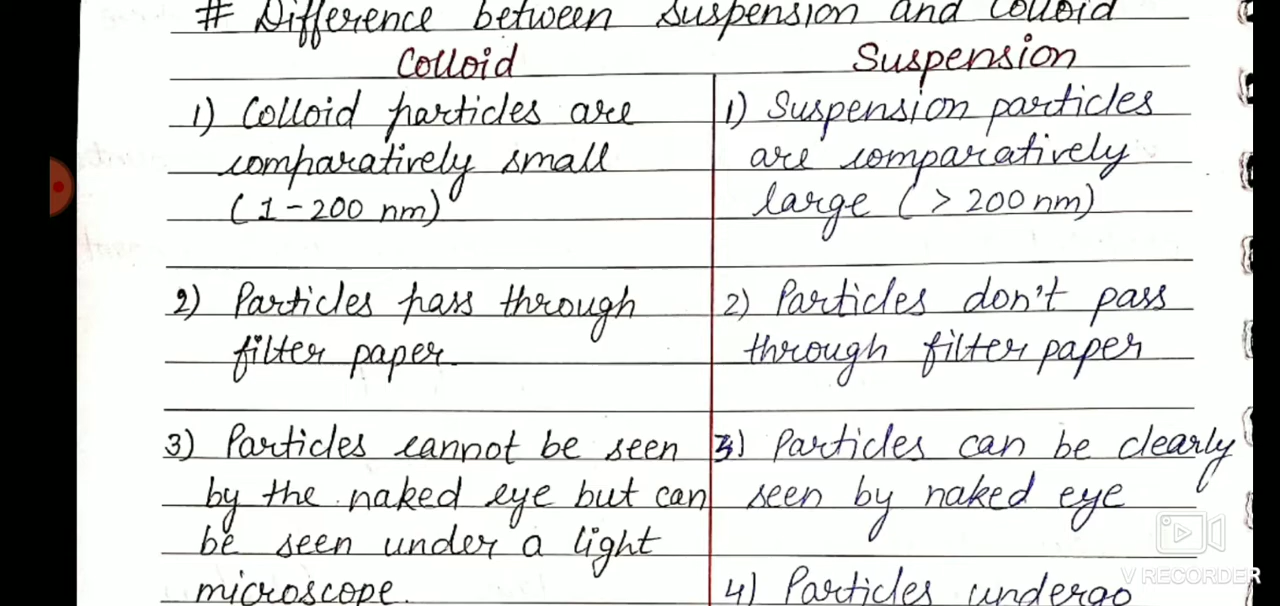 # Difference between Suspension and Colloid
Colloid
1) Colloid particles are
comparatively small
(1-200 nm)
2) Particles pass through
filter paper.
3) Particles cannot be seen
by the naked eye but can
be seen under a light
microscope.
Suspension
1) Suspension particles
are comparatively
large (> 200 nm)
2) Particles don't pass
through filter paper
3) Particles can be clearly
seen by naked eye
4) Particles undergo
V RECORDER